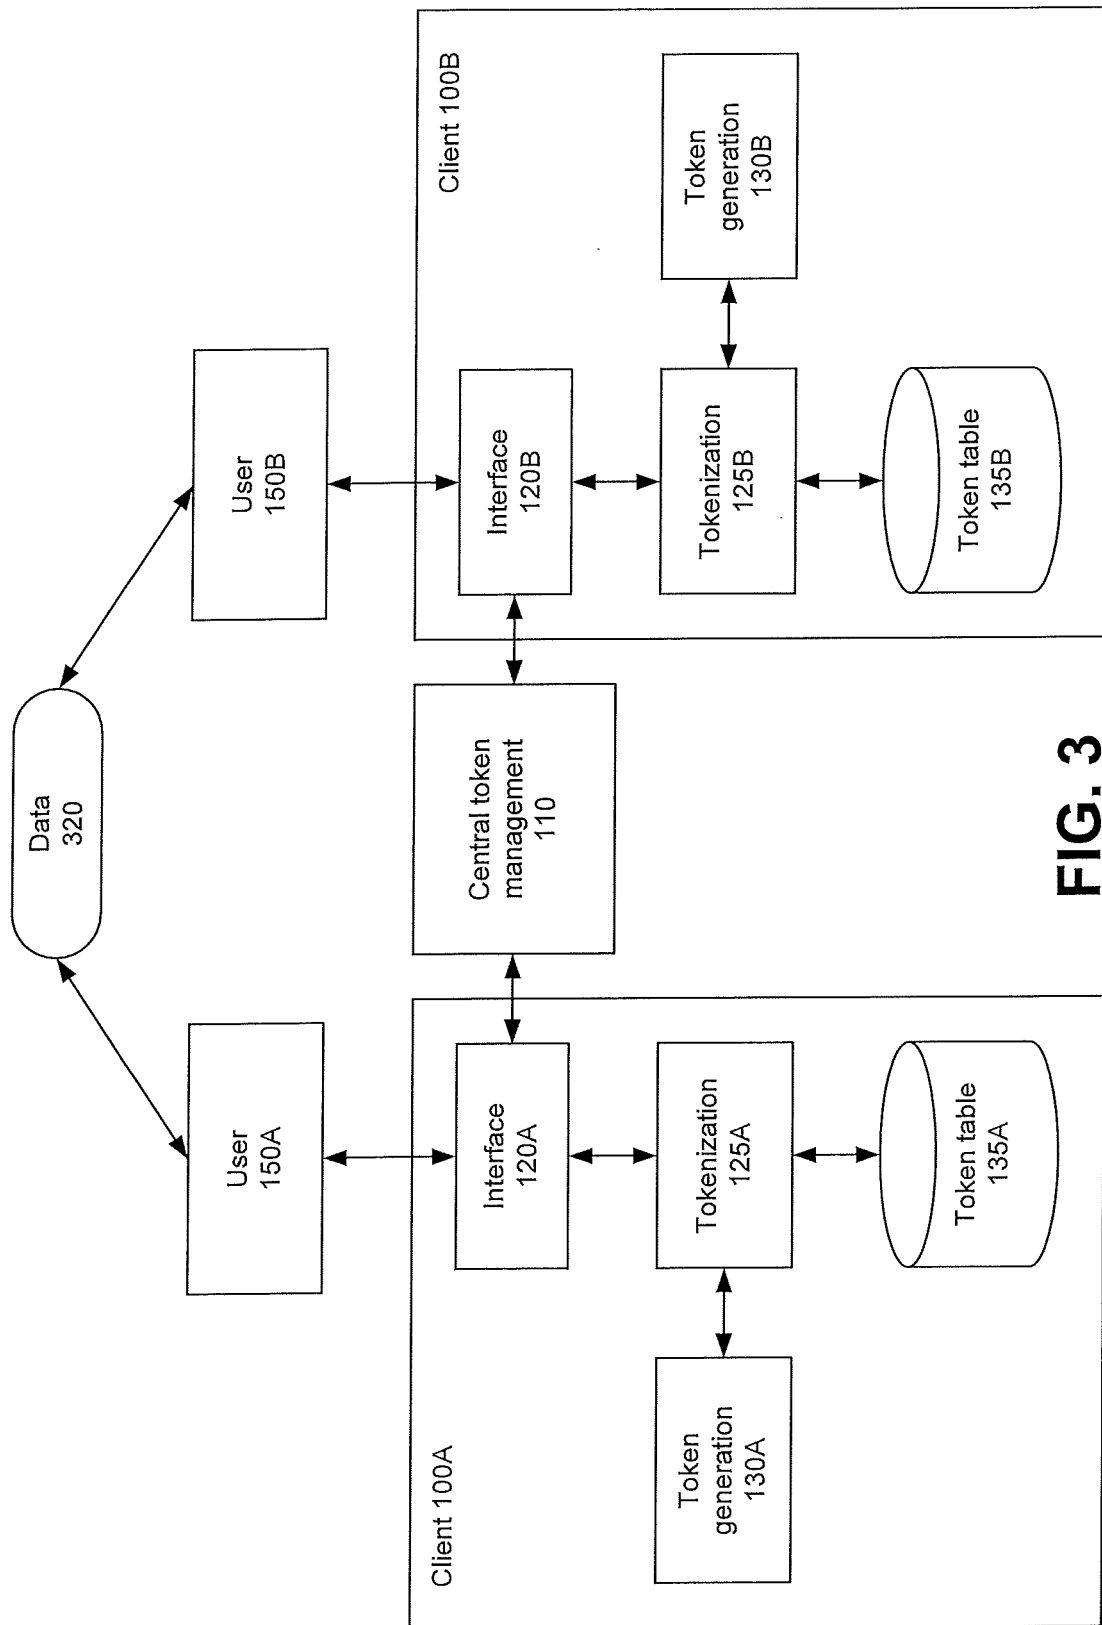 Data
320
User
150A
User
150B
Client 100A
Interface
120A
Central token
management
110
Interface
120B
Client 100B
Token
generation
130A
Tokenization
125A
Tokenization
125B
Token
generation
130B
Token table
135A
Token table
135B
FIG. 3